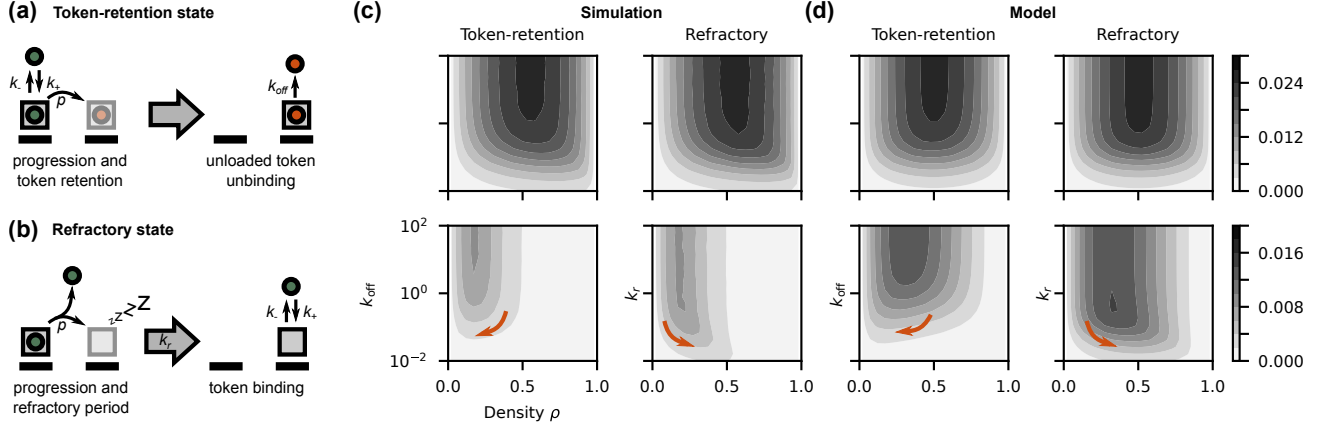 (a) Token-retention state
k₋
k₊
p
k_off
progression and
token retention
unloaded token
unbinding
(b) Refractory state
zZzZ
p
k_r
k₋
k₊
progression and
refractory period
token binding
(c) Simulation
Token-retention
Refractory
k_off
10²
10⁰
10⁻²
0.0
0.5
1.0
Density ρ
k_r
0.0
0.5
1.0
(d) Model
Token-retention
Refractory
0.024
0.012
0.000
k_off
0.0
0.5
1.0
k_r
0.0
0.5
1.0
0.016
0.008
0.000